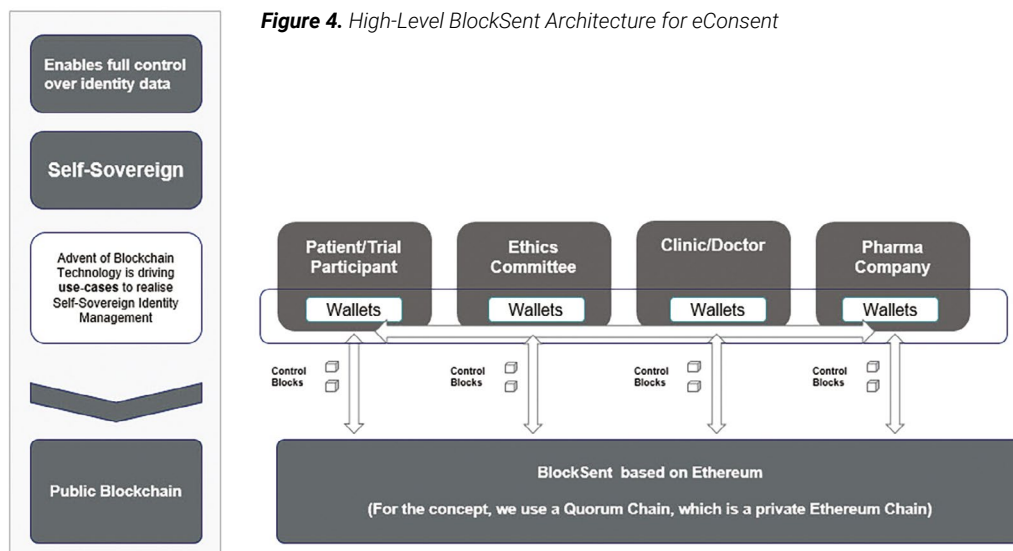 Figure 4. High-Level BlockSent Architecture for eConsent
Enables full control
over identity data
Self-Sovereign
Advent of Blockchain
Technology is driving
use-cases to realise
Self-Sovereign Identity
Management
Public Blockchain
Patient/Trial
Participant
Wallets
Ethics
Committee
Wallets
Clinic/Doctor
Wallets
Pharma
Company
Wallets
Control
Blocks
Control
Blocks
Control
Blocks
Control
Blocks
BlockSent based on Ethereum
(For the concept, we use a Quorum Chain, which is a private Ethereum Chain)